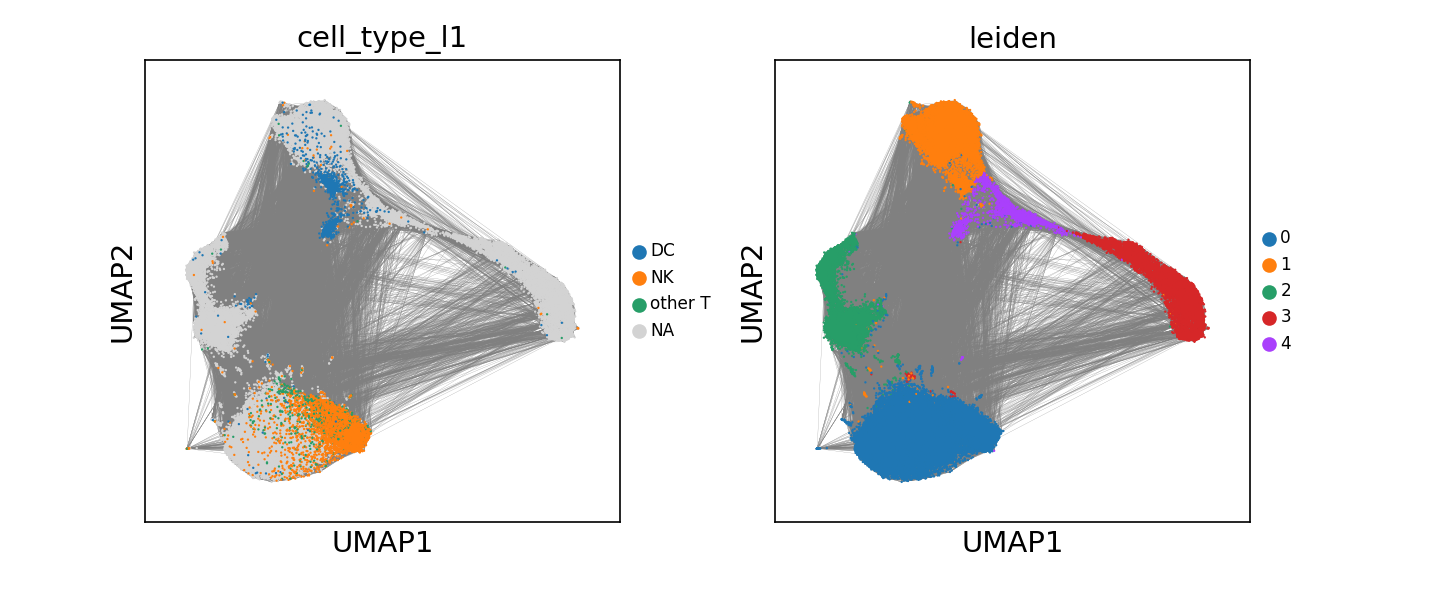 cell_type_l1
UMAP2
UMAP1
DC
NK
other T
NA
leiden
UMAP2
UMAP1
0
1
2
3
4